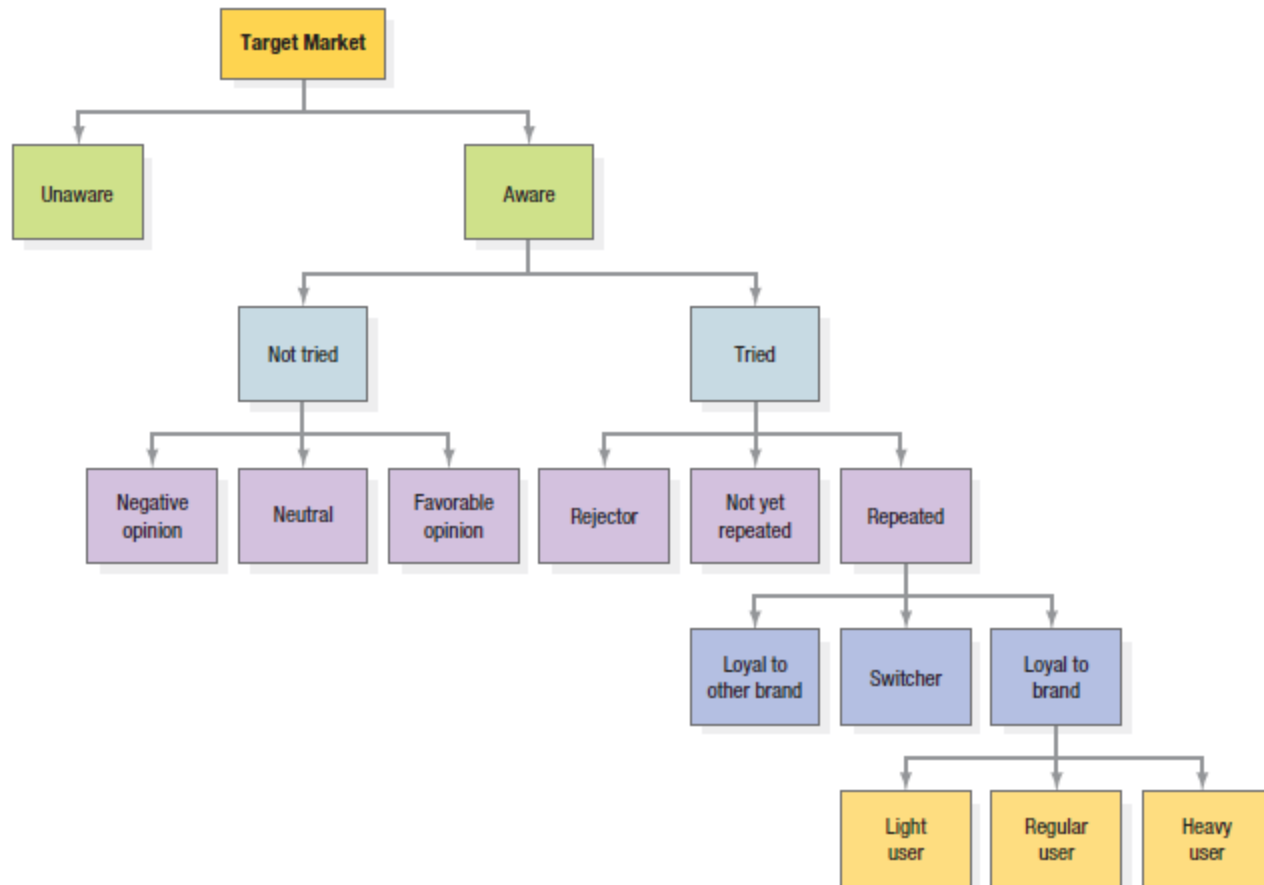 Target Market
Unaware
Aware
Not tried
Tried
Negative
opinion
Neutral
Favorable
opinion
Rejector
Not yet
repeated
Repeated
Loyal to
other brand
Switcher
Loyal to
brand
Light
user
Regular
user
Heavy
user